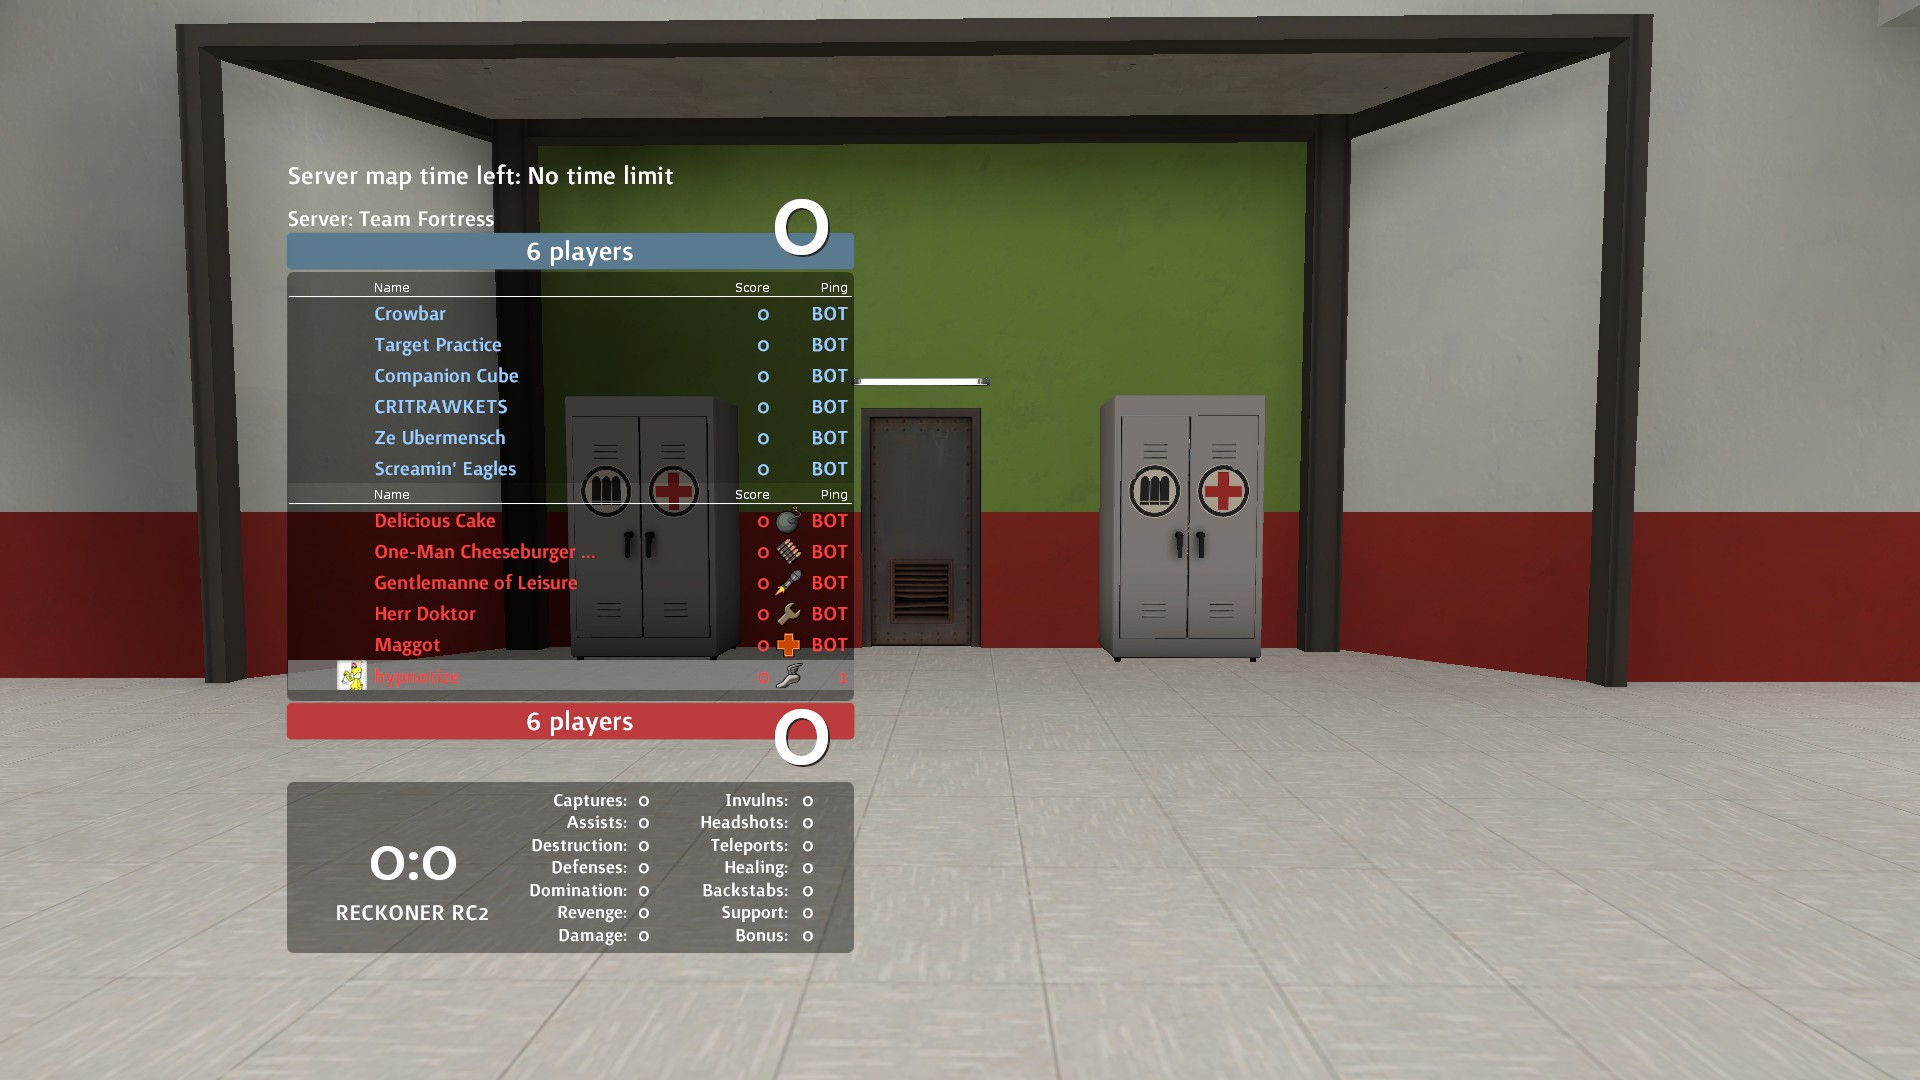 Server map time left: No time limit
Server: Team Fortress
6 players
0
Name Score Ping
Crowbar 0 BOT
Target Practice 0 BOT
Companion Cube 0 BOT
CRITRAWKETS 0 BOT
Ze Ubermensch 0 BOT
Screamin' Eagles 0 BOT
Name Score Ping
Delicious Cake 0 BOT
One-Man Cheeseburger ... 0 BOT
Gentlemanne of Leisure 0 BOT
Herr Doktor 0 BOT
Maggot 0 BOT
hypnotize 0
6 players
0
0:0
RECKONER RC2
Captures: 0
Assists: 0
Destruction: 0
Defenses: 0
Domination: 0
Revenge: 0
Damage: 0
Invulns: 0
Headshots: 0
Teleports: 0
Healing: 0
Backstabs: 0
Support: 0
Bonus: 0